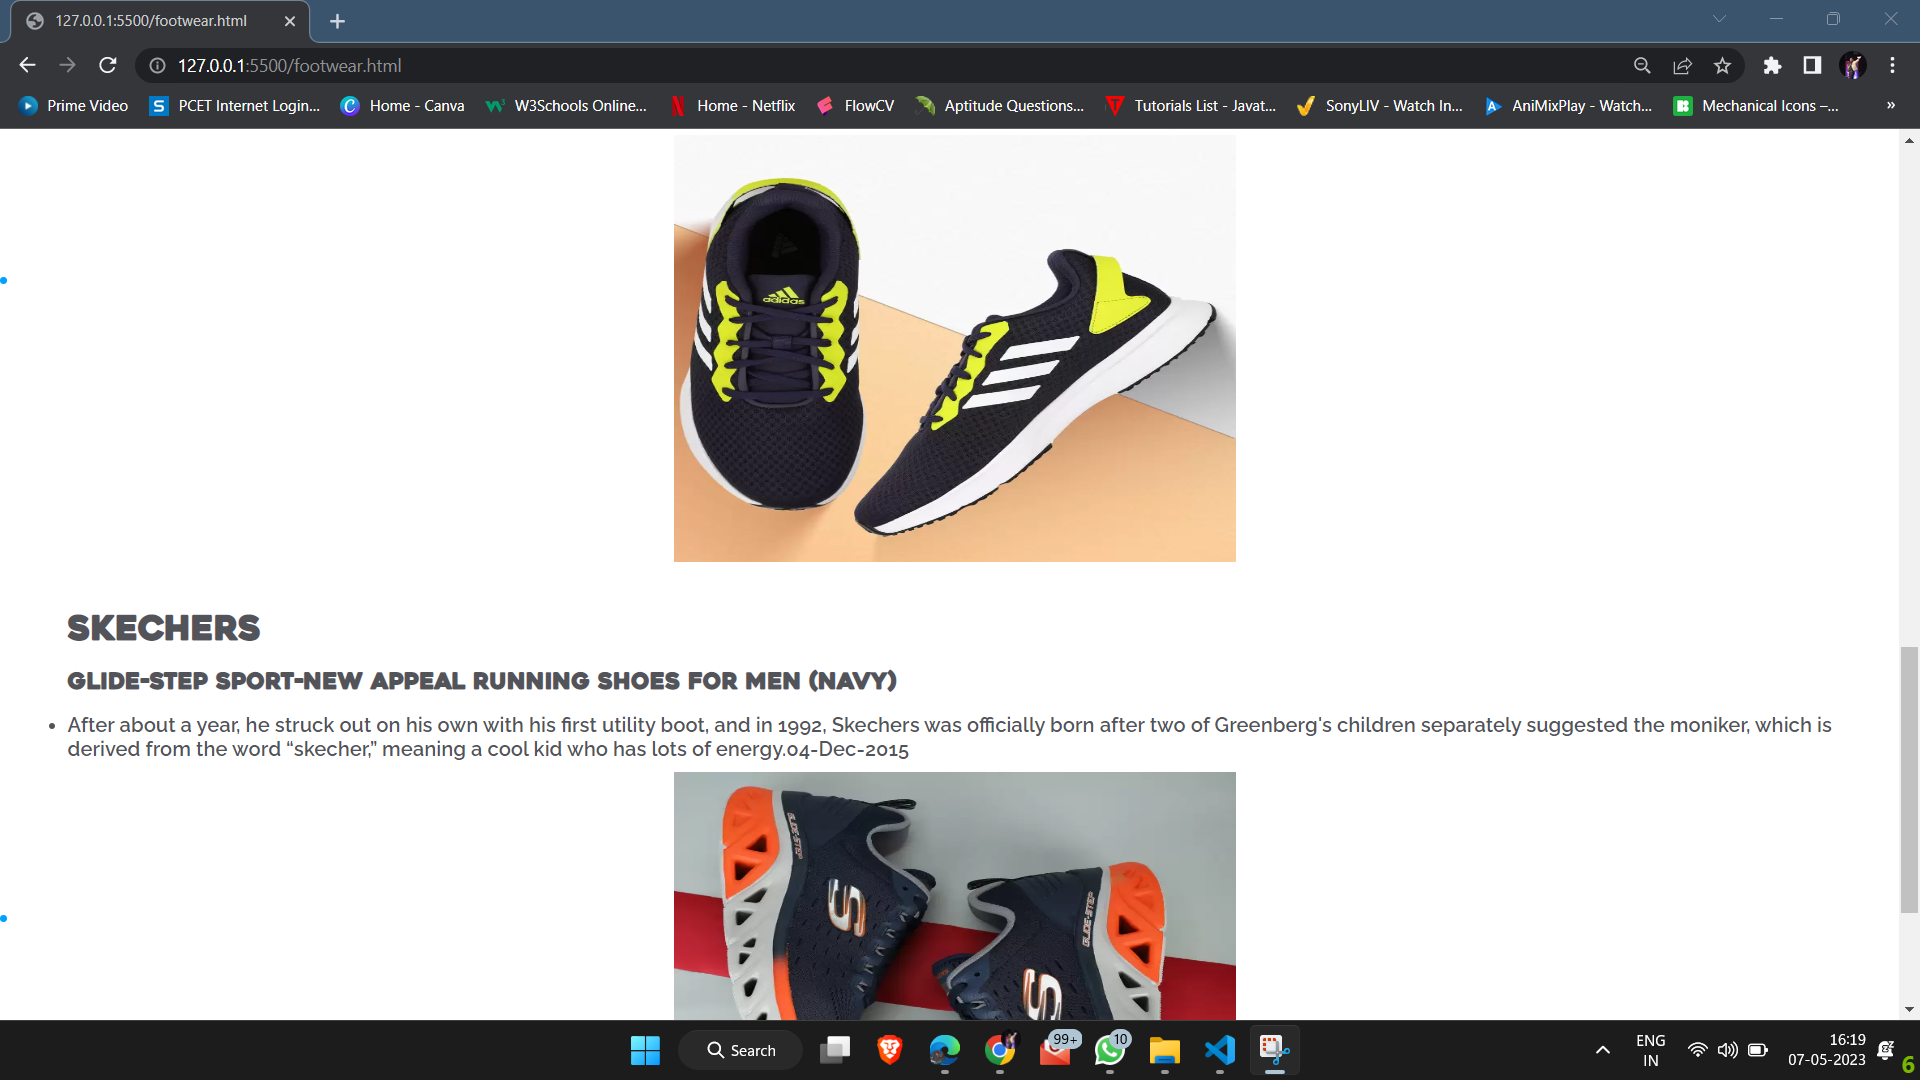 127.0.0.1:5500/footwear.html
127.0.0.1:5500/footwear.html
Prime Video
S PCET Internet Login...
C Home - Canva
W3Schools Online...
Home - Netflix
FlowCV
Aptitude Questions...
Tutorials List - Javat...
SonyLIV - Watch In...
AniMixPlay - Watch...
Mechanical Icons –...
»
adidas
SKECHERS
GLIDE-STEP SPORT-NEW APPEAL RUNNING SHOES FOR MEN (NAVY)
• After about a year, he struck out on his own with his first utility boot, and in 1992, Skechers was officially born after two of Greenberg's children separately suggested the moniker, which is
derived from the word “skecher,” meaning a cool kid who has lots of energy.04-Dec-2015
GLIDE-STEP
S
GLIDE-STEP
S
Search
99+
10
ENG
IN
16:19
07-05-2023
6